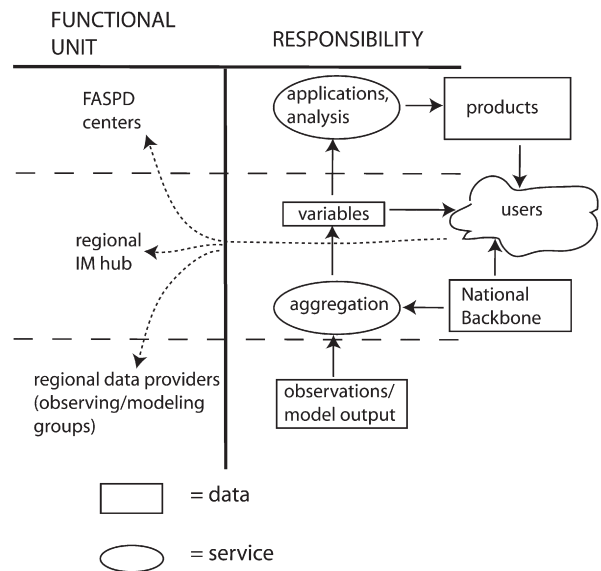 FUNCTIONAL
UNIT
RESPONSIBILITY
FASPD
centers
applications,
analysis
products
variables
users
regional
IM hub
aggregation
National
Backbone
regional data providers
(observing/modeling
groups)
observations/
model output
= data
= service